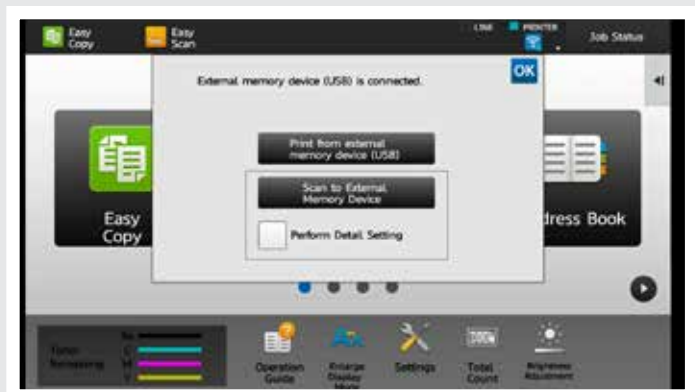 Easy
Copy
Easy
Scan
LINE
PRINTER
Job Status
External memory device (USB) is connected.
OK
Print from external
memory device (USB)
Scan to External
Memory Device
Perform Detail Setting
Easy
Copy
dress Book
Toner
Remaining
Bk
C
M
Y
Operation
Guide
Enlarge
Display
Mode
Settings
Total
Count
Brightness
Adjustment